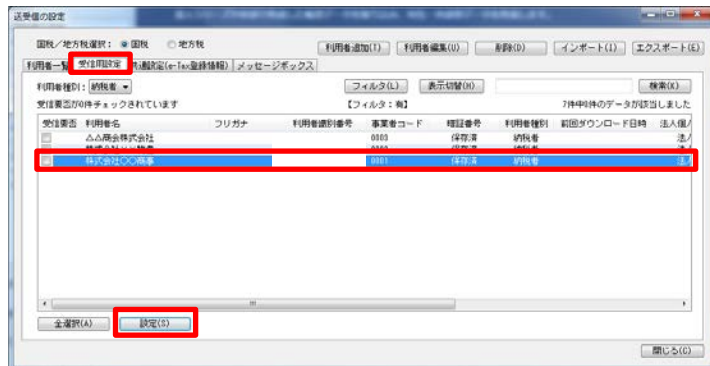 送受信の設定
国税／地方税選択： 国税 地方税 利用者追加(T) 利用者編集(U) 削除(D) インポート(I) エクスポート(E)
利用者一覧 受信用設定 共通設定(e-Tax登録情報) メッセージボックス
利用者種別： 納税者 フィルタ(L) 表示切替(H) 検索(K)
受信要否が0件チェックされています 【フィルタ：有】 7件中3件のデータが該当しました
受信要否 利用者名 フリガナ 利用者識別番号 事業者コード 暗証番号 利用者種別 前回ダウンロード日時 法人個/
△△商会株式会社 0003 保存済 納税者 法/
保存済 納税者 法/
株式会社〇〇商事 0001 保存済 納税者 法/
全選択(A) 設定(S)
閉じる(C)